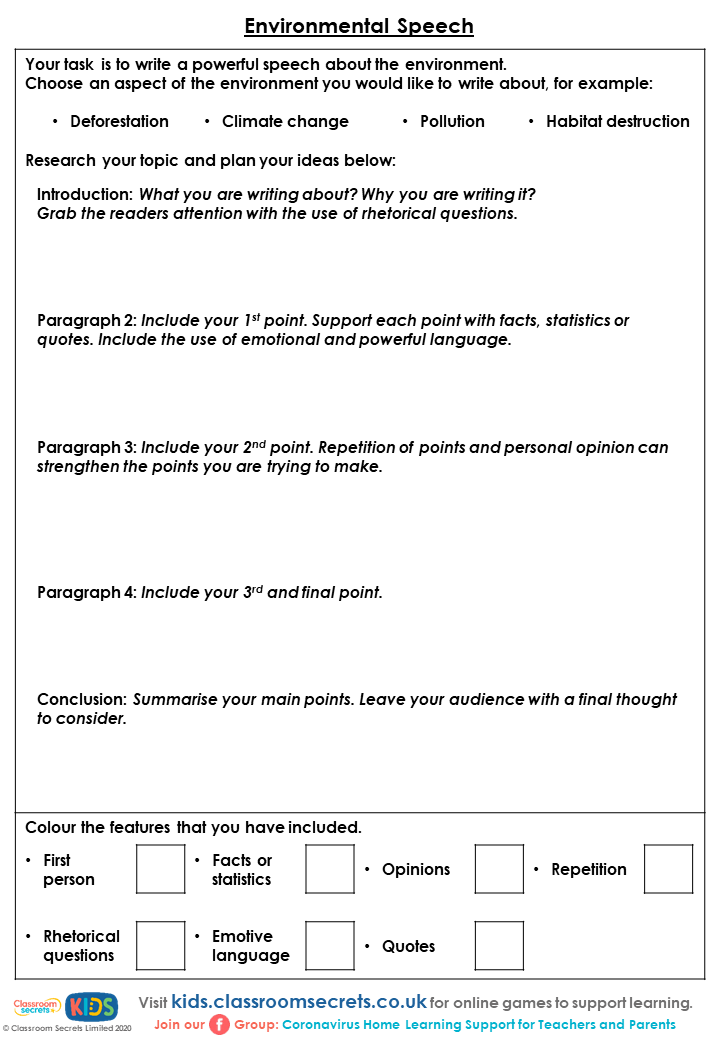 Environmental Speech
Your task is to write a powerful speech about the environment.
Choose an aspect of the environment you would like to write about, for example:
• Deforestation • Climate change • Pollution • Habitat destruction
Research your topic and plan your ideas below:
Introduction: What you are writing about? Why you are writing it?
Grab the readers attention with the use of rhetorical questions.
Paragraph 2: Include your 1st point. Support each point with facts, statistics or
quotes. Include the use of emotional and powerful language.
Paragraph 3: Include your 2nd point. Repetition of points and personal opinion can
strengthen the points you are trying to make.
Paragraph 4: Include your 3rd and final point.
Conclusion: Summarise your main points. Leave your audience with a final thought
to consider.
Colour the features that you have included.
• First
person
• Facts or
statistics
• Opinions
• Repetition
• Rhetorical
questions
• Emotive
language
• Quotes
Classroom
Secrets
KIDS
© Classroom Secrets Limited 2020
Visit kids.classroomsecrets.co.uk for online games to support learning.
Join our f Group: Coronavirus Home Learning Support for Teachers and Parents